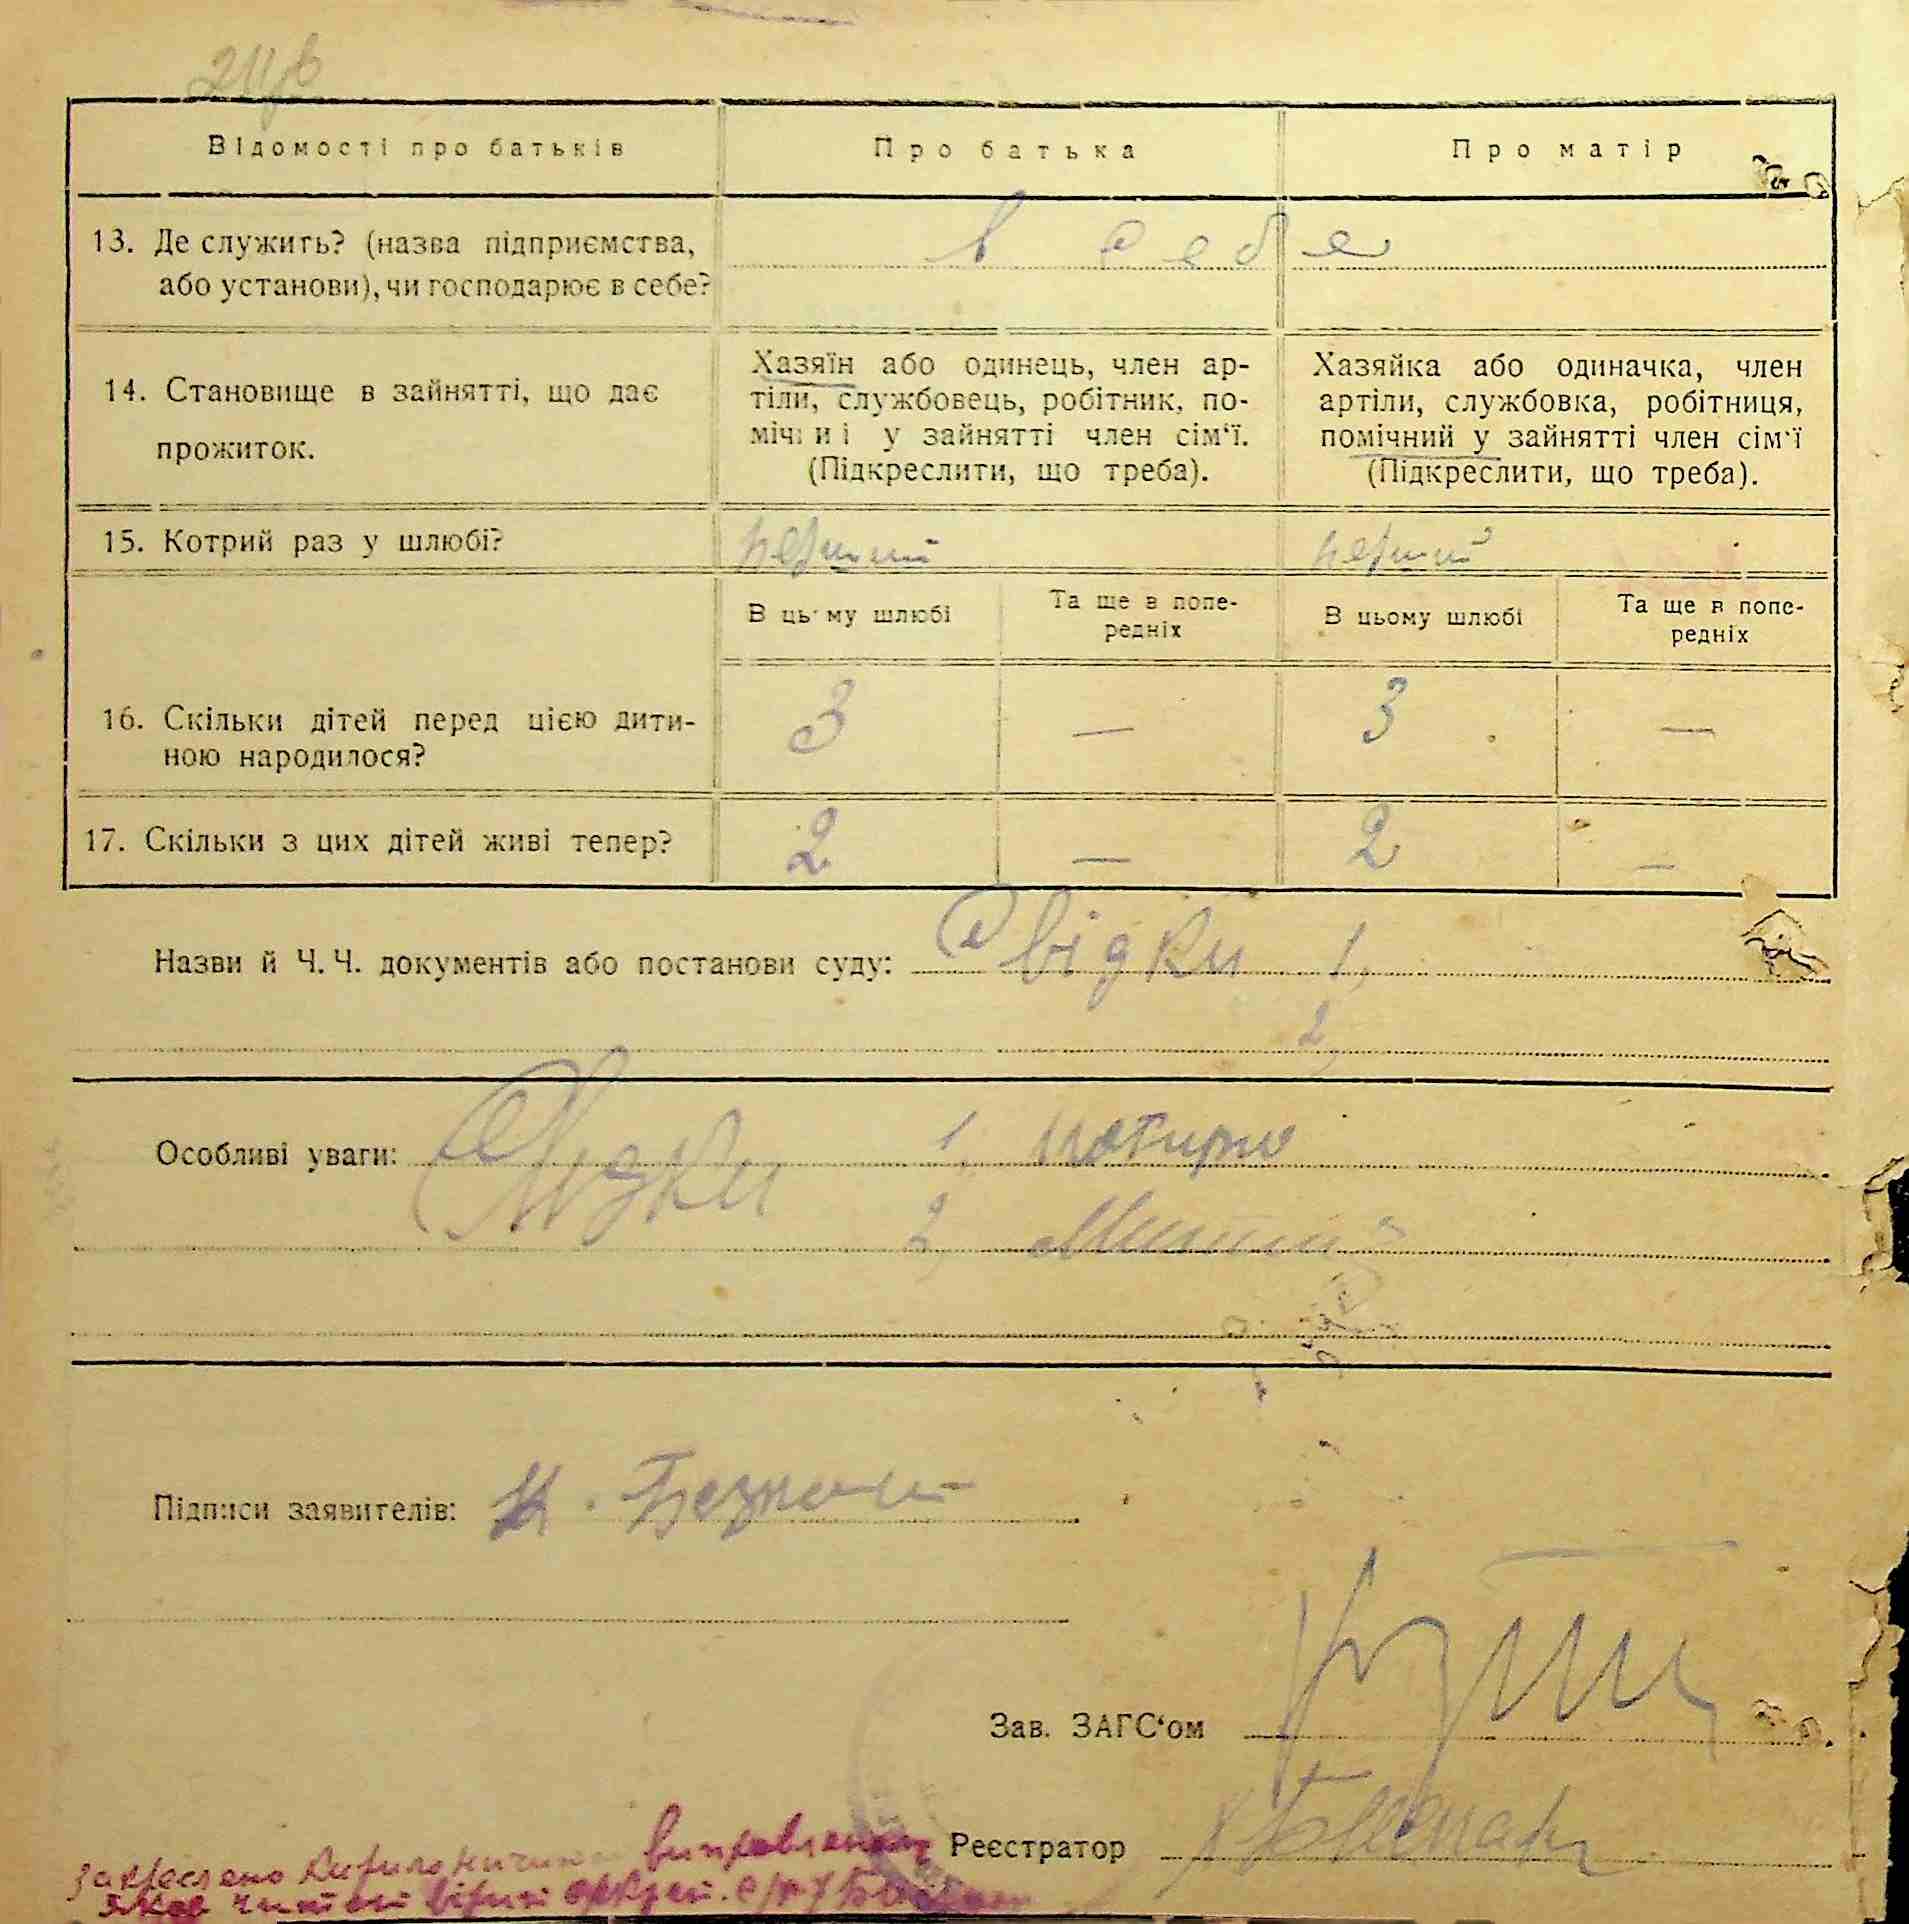 Відомості про батьків
Про батька
Про матір
13. Де служить? (назва підприємства,
або установи), чи господарює в себе?
в себе
14. Становище в зайнятті, що дає
прожиток.
Хазяїн або одинець, член ар-
тіли, службовець, робітник, по-
мічниі у зайнятті член сім‘ї.
(Підкреслити, що треба).
Хазяйка або одиначка, член
артіли, службовка, робітниця,
помічний у зайнятті член сім‘ї
(Підкреслити, що треба).
15. Котрий раз у шлюбі?
перший
перший
В цьму шлюбі
Та ще в попе-
редніх
В цьому шлюбі
Та ще в попе-
редніх
16. Скільки дітей перед цією дити-
ною народилося?
3
—
3
—
17. Скільки з цих дітей живі тепер?
2
—
2
—
Назви й Ч. Ч. документів або постанови суду: Свідки 1,
2,
Особливі уваги: 1,
2,
Підписи заявителів:
Зав. ЗАГС‘ом
Реєстратор
закреслено виправленому
вірити